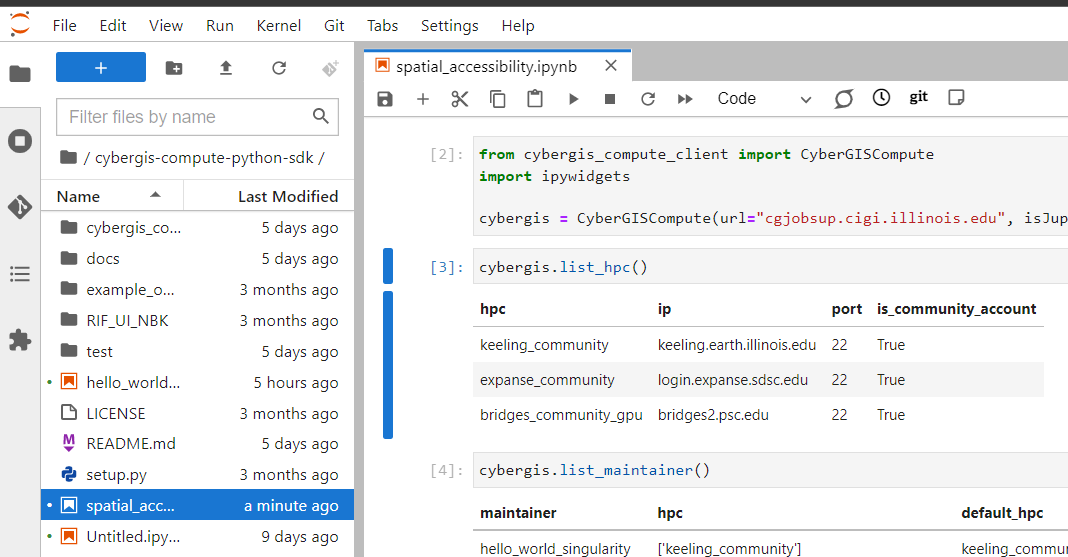 File Edit View Run Kernel Git Tabs Settings Help
+
Filter files by name
/ cybergis-compute-python-sdk /
Name Last Modified
cybergis_co... 5 days ago
docs 5 days ago
example_o... 3 months ago
RIF_UI_NBK 3 months ago
test 5 days ago
hello_world... 5 hours ago
LICENSE 3 months ago
README.md 5 days ago
setup.py 3 months ago
spatial_acc... a minute ago
Untitled.ipy... 9 days ago
spatial_accessibility.ipynb
Code git
[2]: from cybergis_compute_client import CyberGISCompute
import ipywidgets
cybergis = CyberGISCompute(url="cgjobsup.cigi.illinois.edu", isJup
[3]: cybergis.list_hpc()
hpc ip port is_community_account
keeling_community keeling.earth.illinois.edu 22 True
expanse_community login.expanse.sdsc.edu 22 True
bridges_community_gpu bridges2.psc.edu 22 True
[4]: cybergis.list_maintainer()
maintainer hpc default_hpc
hello_world_singularity ['keeling_community'] keeling_commu